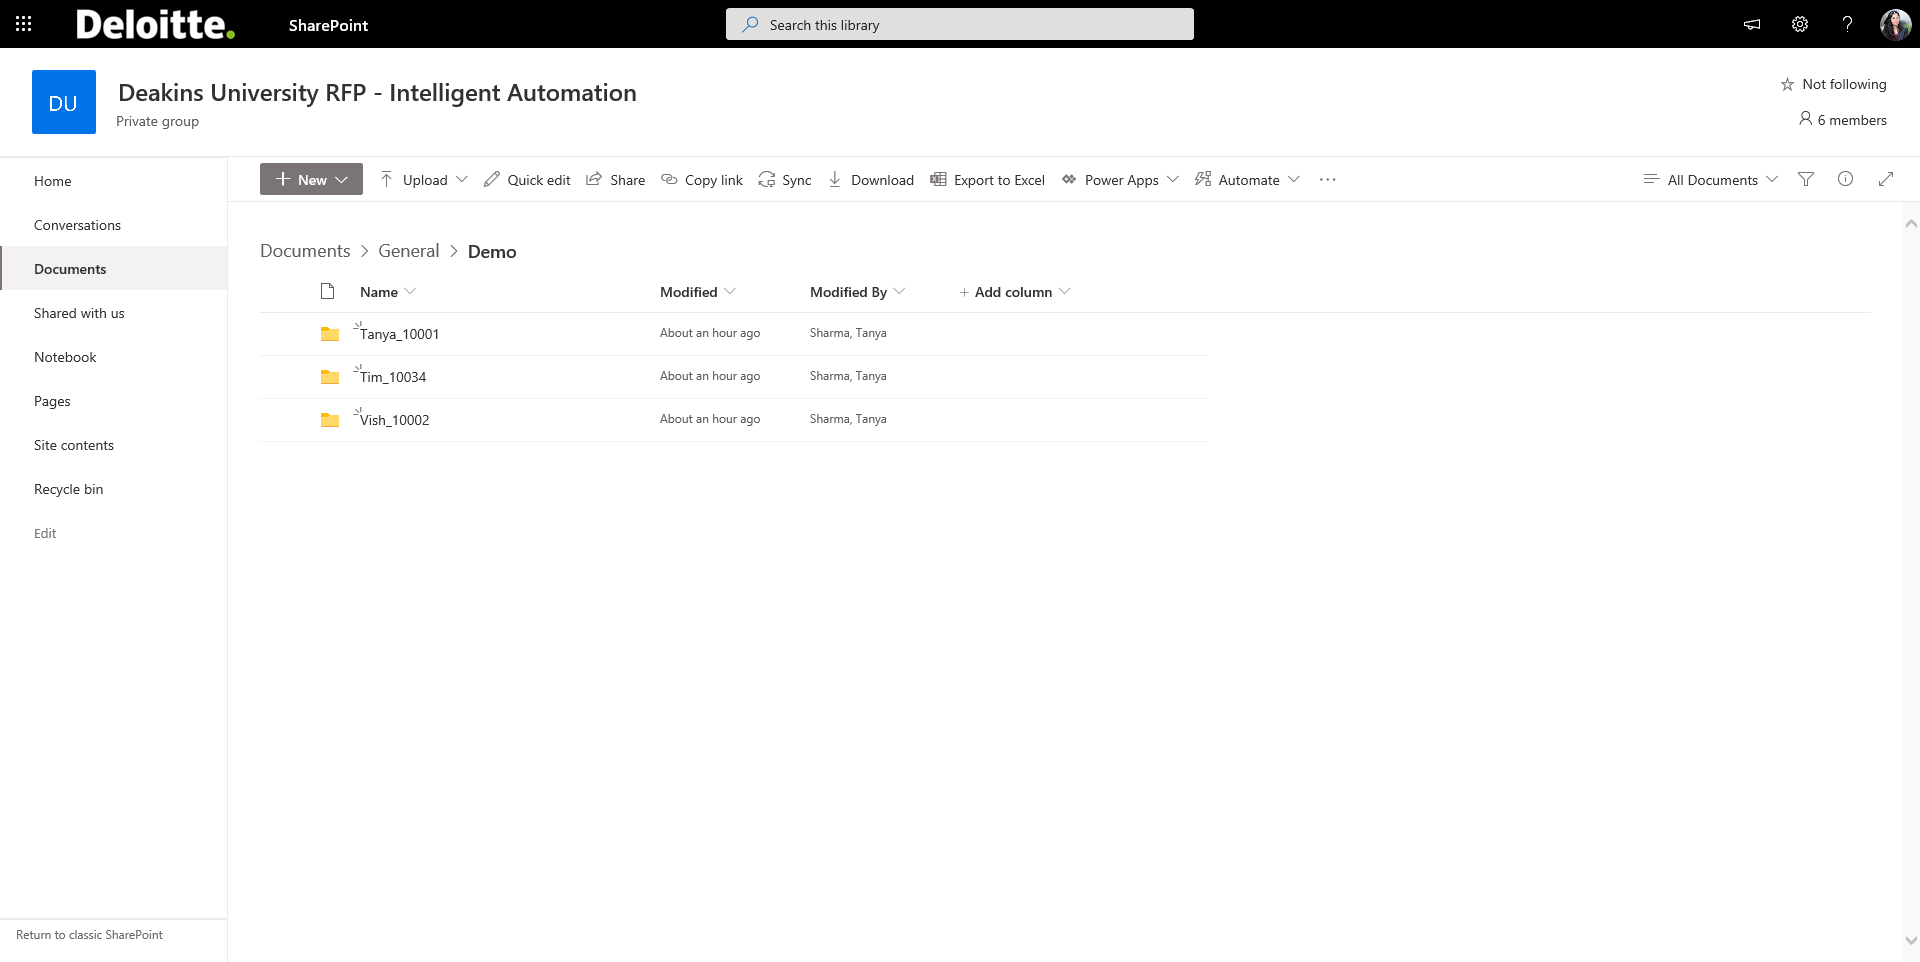 Deloitte.
SharePoint
Search this library
?
DU
Deakins University RFP - Intelligent Automation
Private group
Not following
6 members
Home
Conversations
Documents
Shared with us
Notebook
Pages
Site contents
Recycle bin
Edit
Return to classic SharePoint
New
Upload
Quick edit
Share
Copy link
Sync
Download
Export to Excel
Power Apps
Automate
All Documents
Documents > General > Demo
Name Modified Modified By + Add column
Tanya_10001 About an hour ago Sharma, Tanya
Tim_10034 About an hour ago Sharma, Tanya
Vish_10002 About an hour ago Sharma, Tanya